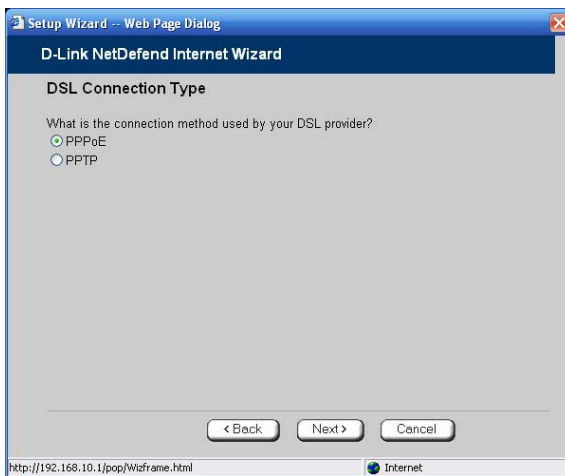 Setup Wizard -- Web Page Dialog
D-Link NetDefend Internet Wizard
DSL Connection Type
What is the connection method used by your DSL provider?
PPPoE
PPTP
< Back Next > Cancel
http://192.168.10.1/pop/Wizframe.html Internet